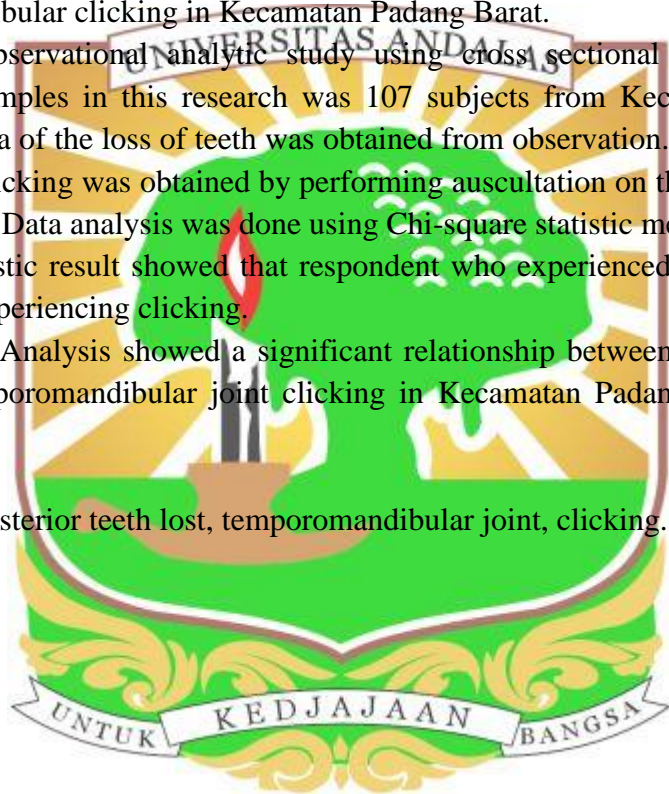 bular clicking in Kecamatan Padang Barat.
UNIVERSITAS ANDALAS
bservational analytic study using cross sectional
mples in this research was 107 subjects from Kec
a of the loss of teeth was obtained from observation.
icking was obtained by performing auscultation on th
Data analysis was done using Chi-square statistic me
stic result showed that respondent who experienced
periencing clicking.
Analysis showed a significant relationship between
poromandibular joint clicking in Kecamatan Padan
sterior teeth lost, temporomandibular joint, clicking.
UNTUK KEDJAJAAN BANGSA